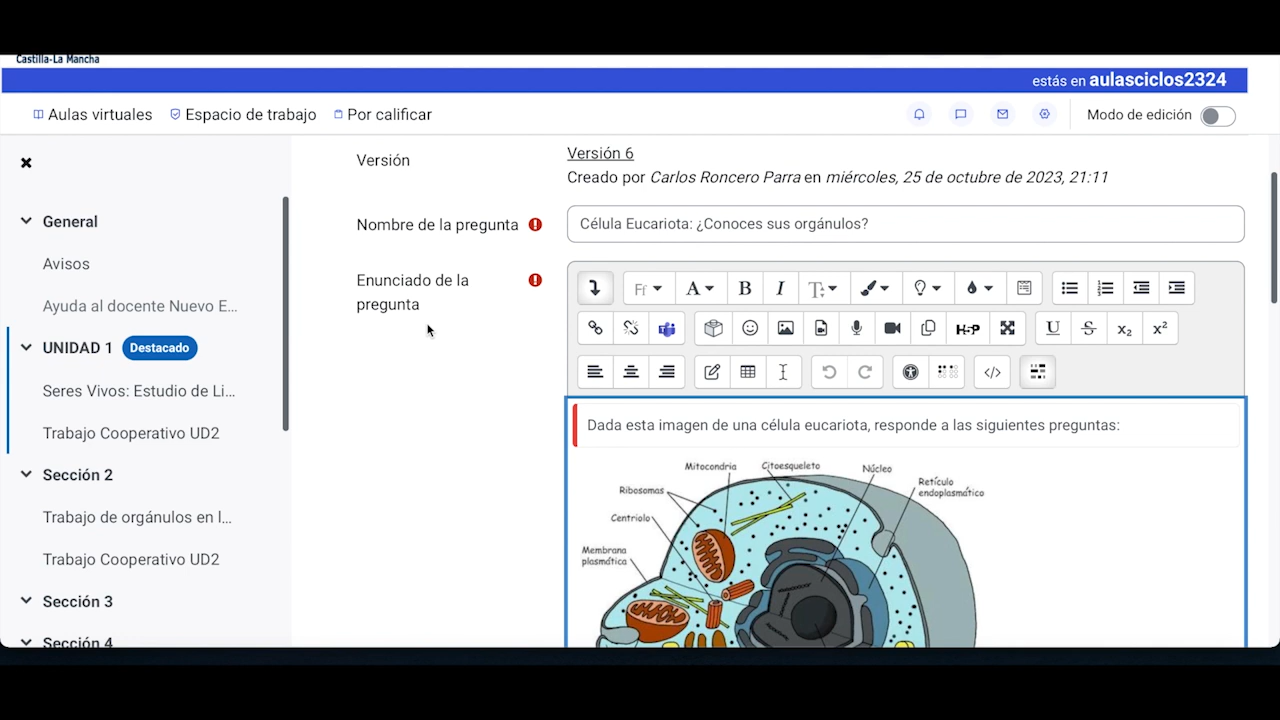 Castilla-La Mancha
estás en aulasciclos2324
Aulas virtuales
Espacio de trabajo
Por calificar
Modo de edición
General
Avisos
Ayuda al docente Nuevo E...
UNIDAD 1 Destacado
Seres Vivos: Estudio de Li...
Trabajo Cooperativo UD2
Sección 2
Trabajo de orgánulos en l...
Trabajo Cooperativo UD2
Sección 3
Sección 4
Versión
Versión 6
Creado por Carlos Roncero Parra en miércoles, 25 de octubre de 2023, 21:11
Nombre de la pregunta
Célula Eucariota: ¿Conoces sus orgánulos?
Enunciado de la
pregunta
Ff A B I T
H-P U S x₂ x²
Dada esta imagen de una célula eucariota, responde a las siguientes preguntas:
Mitocondria
Citoesqueleto
Núcleo
Retículo
endoplasmático
Ribosomas
Centriolo
Membrana
plasmática